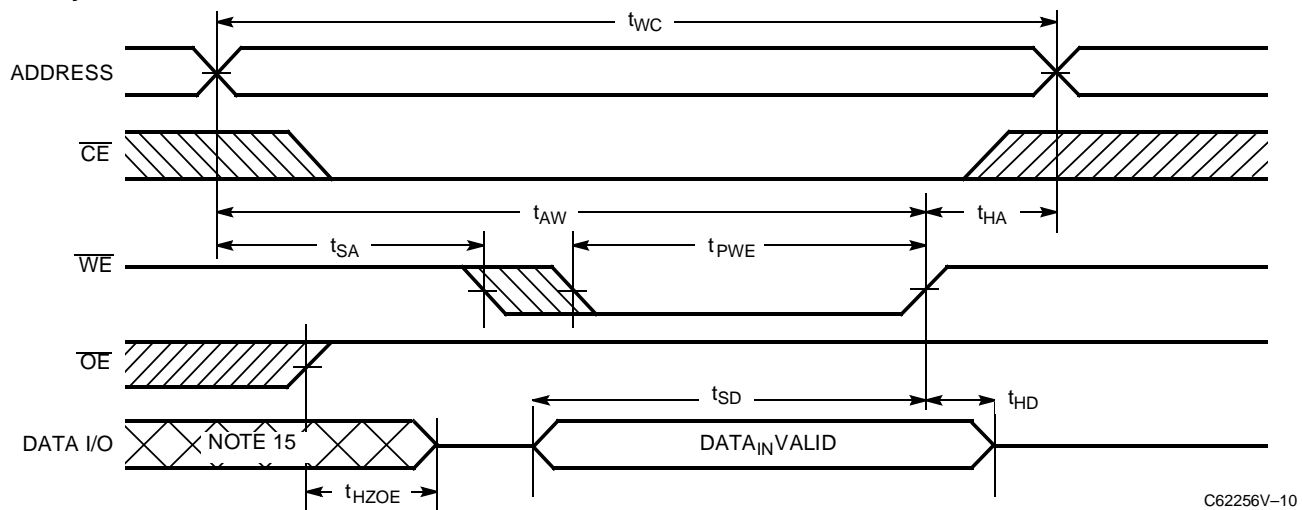 tWC
ADDRESS
CE
tAW
tHA
tSA
tPWE
WE
OE
tSD
tHD
DATA I/O
NOTE 15
DATAINVALID
tHZOE
C62256V–10